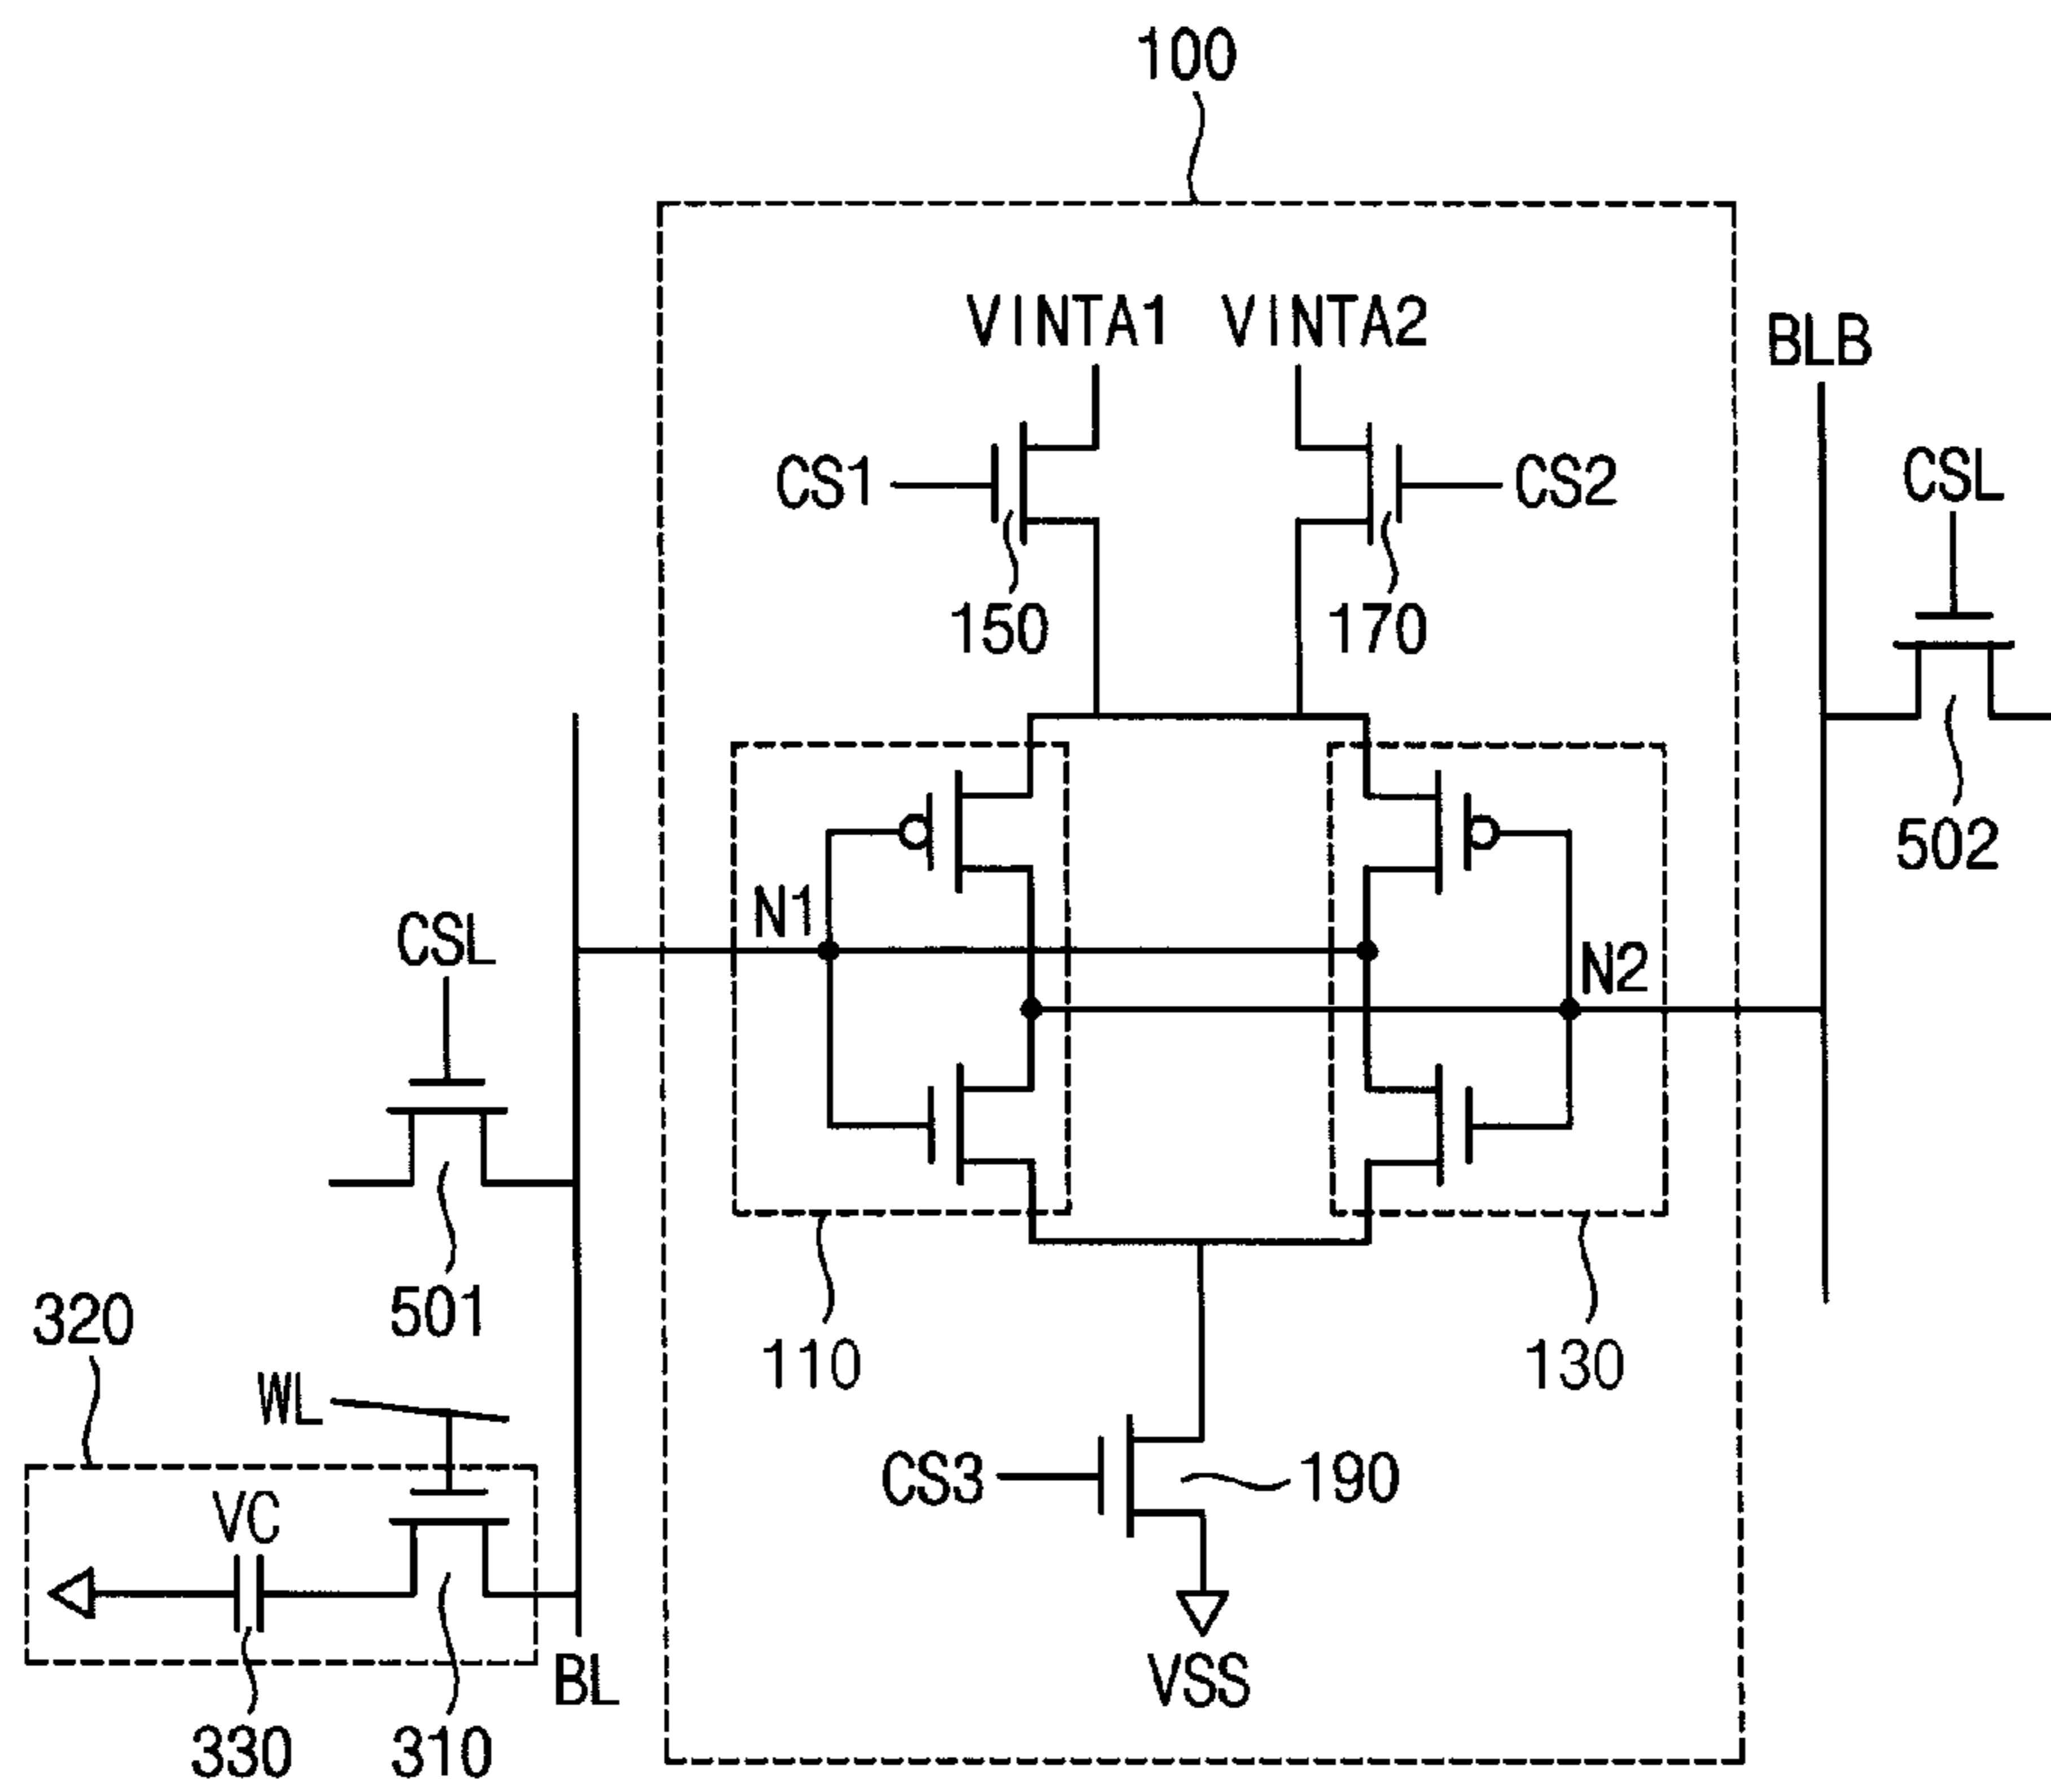 100
VINTA1 VINTA2
BLB
CS1
CS2
CSL
150
170
502
N1
CSL
N2
501
320
110
130
WL
CS3
190
VC
BL
VSS
330
310